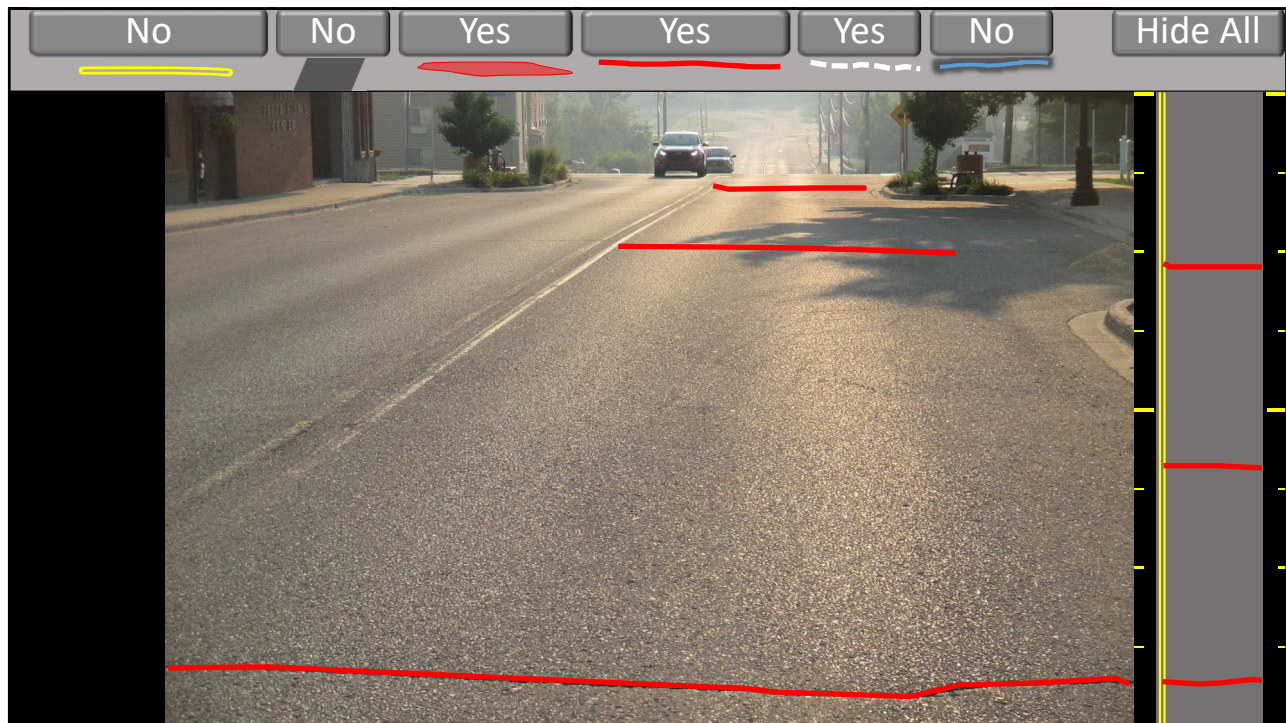 No
No
Yes
Yes
Yes
No
Hide All